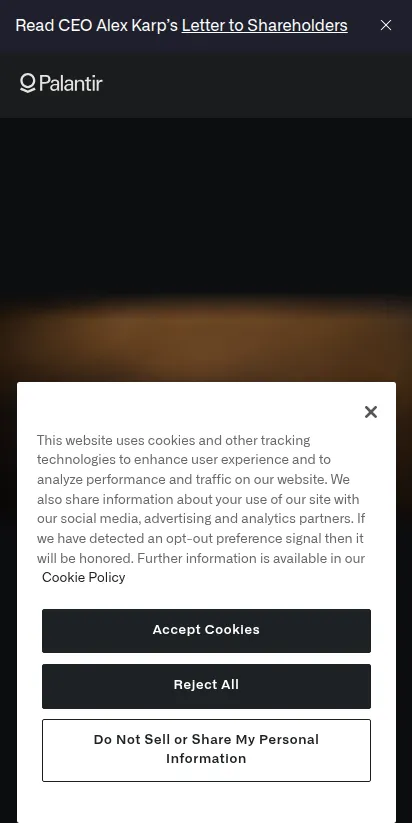 Read CEO Alex Karp’s Letter to Shareholders
Palantir
This website uses cookies and other tracking
technologies to enhance user experience and to
analyze performance and traffic on our website. We
also share information about your use of our site with
our social media, advertising and analytics partners. If
we have detected an opt-out preference signal then it
will be honored. Further information is available in our
Cookie Policy
Accept Cookies
Reject All
Do Not Sell or Share My Personal
Information